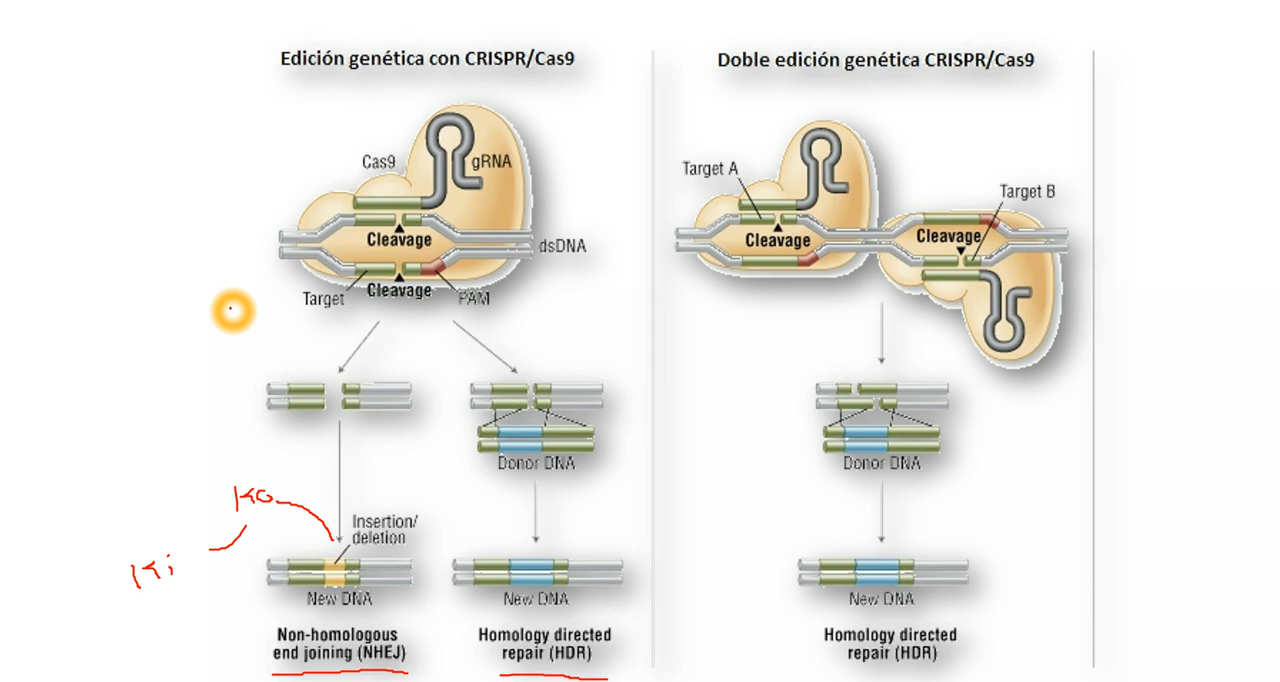 Edición genética con CRISPR/Cas9
Cas9
gRNA
Cleavage
dsDNA
Target
Cleavage
PAM
Donor DNA
Ko
Ki
Insertion/
deletion
New DNA
New DNA
Non-homologous
end joining (NHEJ)
Homology directed
repair (HDR)
Doble edición genética CRISPR/Cas9
Target A
Target B
Cleavage
Cleavage
Donor DNA
New DNA
Homology directed
repair (HDR)